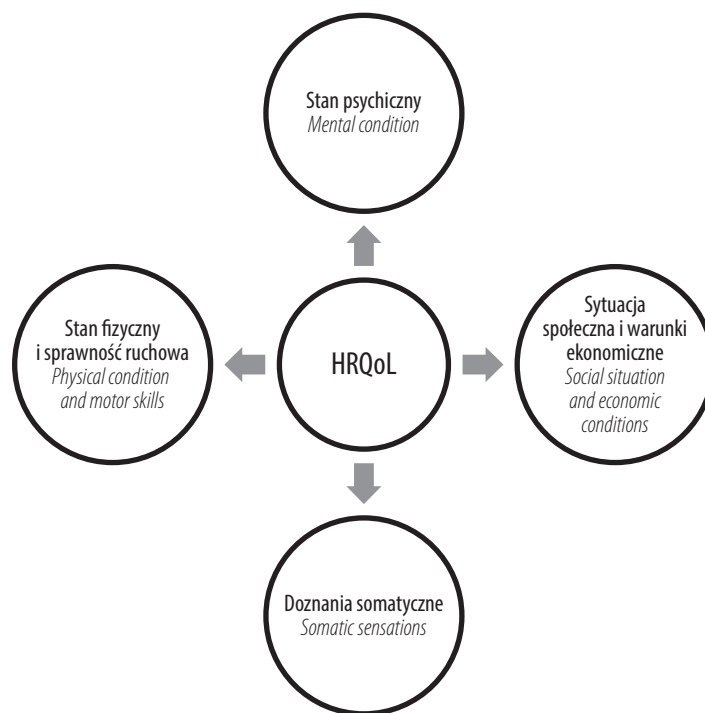 Stan psychiczny
Mental condition
Stan fizyczny
i sprawność ruchowa
Physical condition
and motor skills
HRQoL
Sytuacja
społeczna i warunki
ekonomiczne
Social situation
and economic
conditions
Doznania somatyczne
Somatic sensations